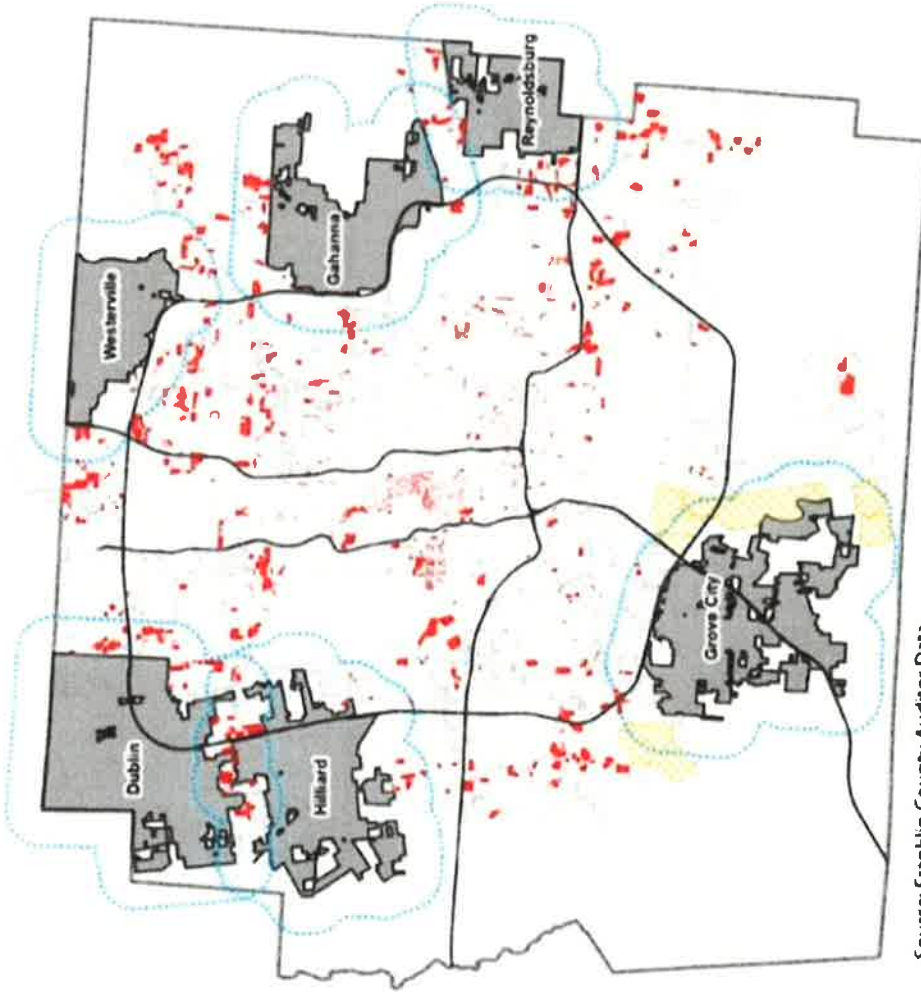 Westerville
Dublin
Gahanna
Hilliard
Reynoldsburg
Grove City
Source: Franklin County Auditor Data